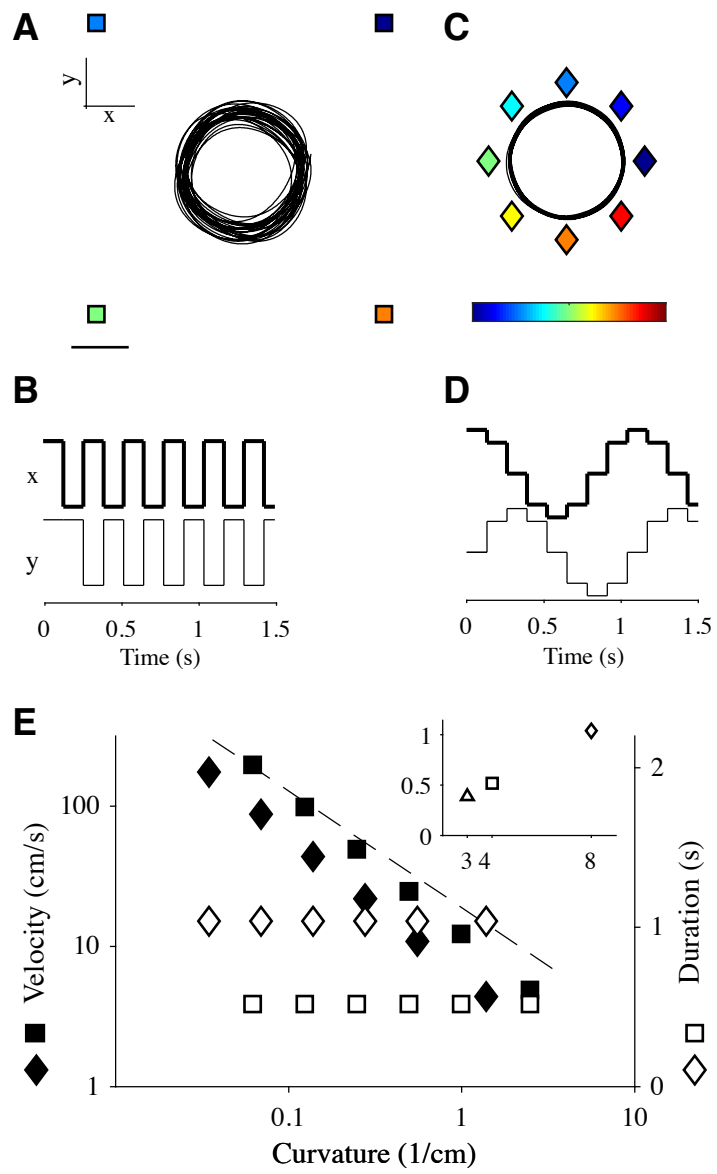 A
C
y
x
B
D
x
y
0 0.5 1 1.5
Time (s)
0 0.5 1 1.5
Time (s)
E
Velocity (cm/s)
100
10
1
1
0.5
0
3 4 8
2
1
0
Duration (s)
0.1 1 10
Curvature (1/cm)